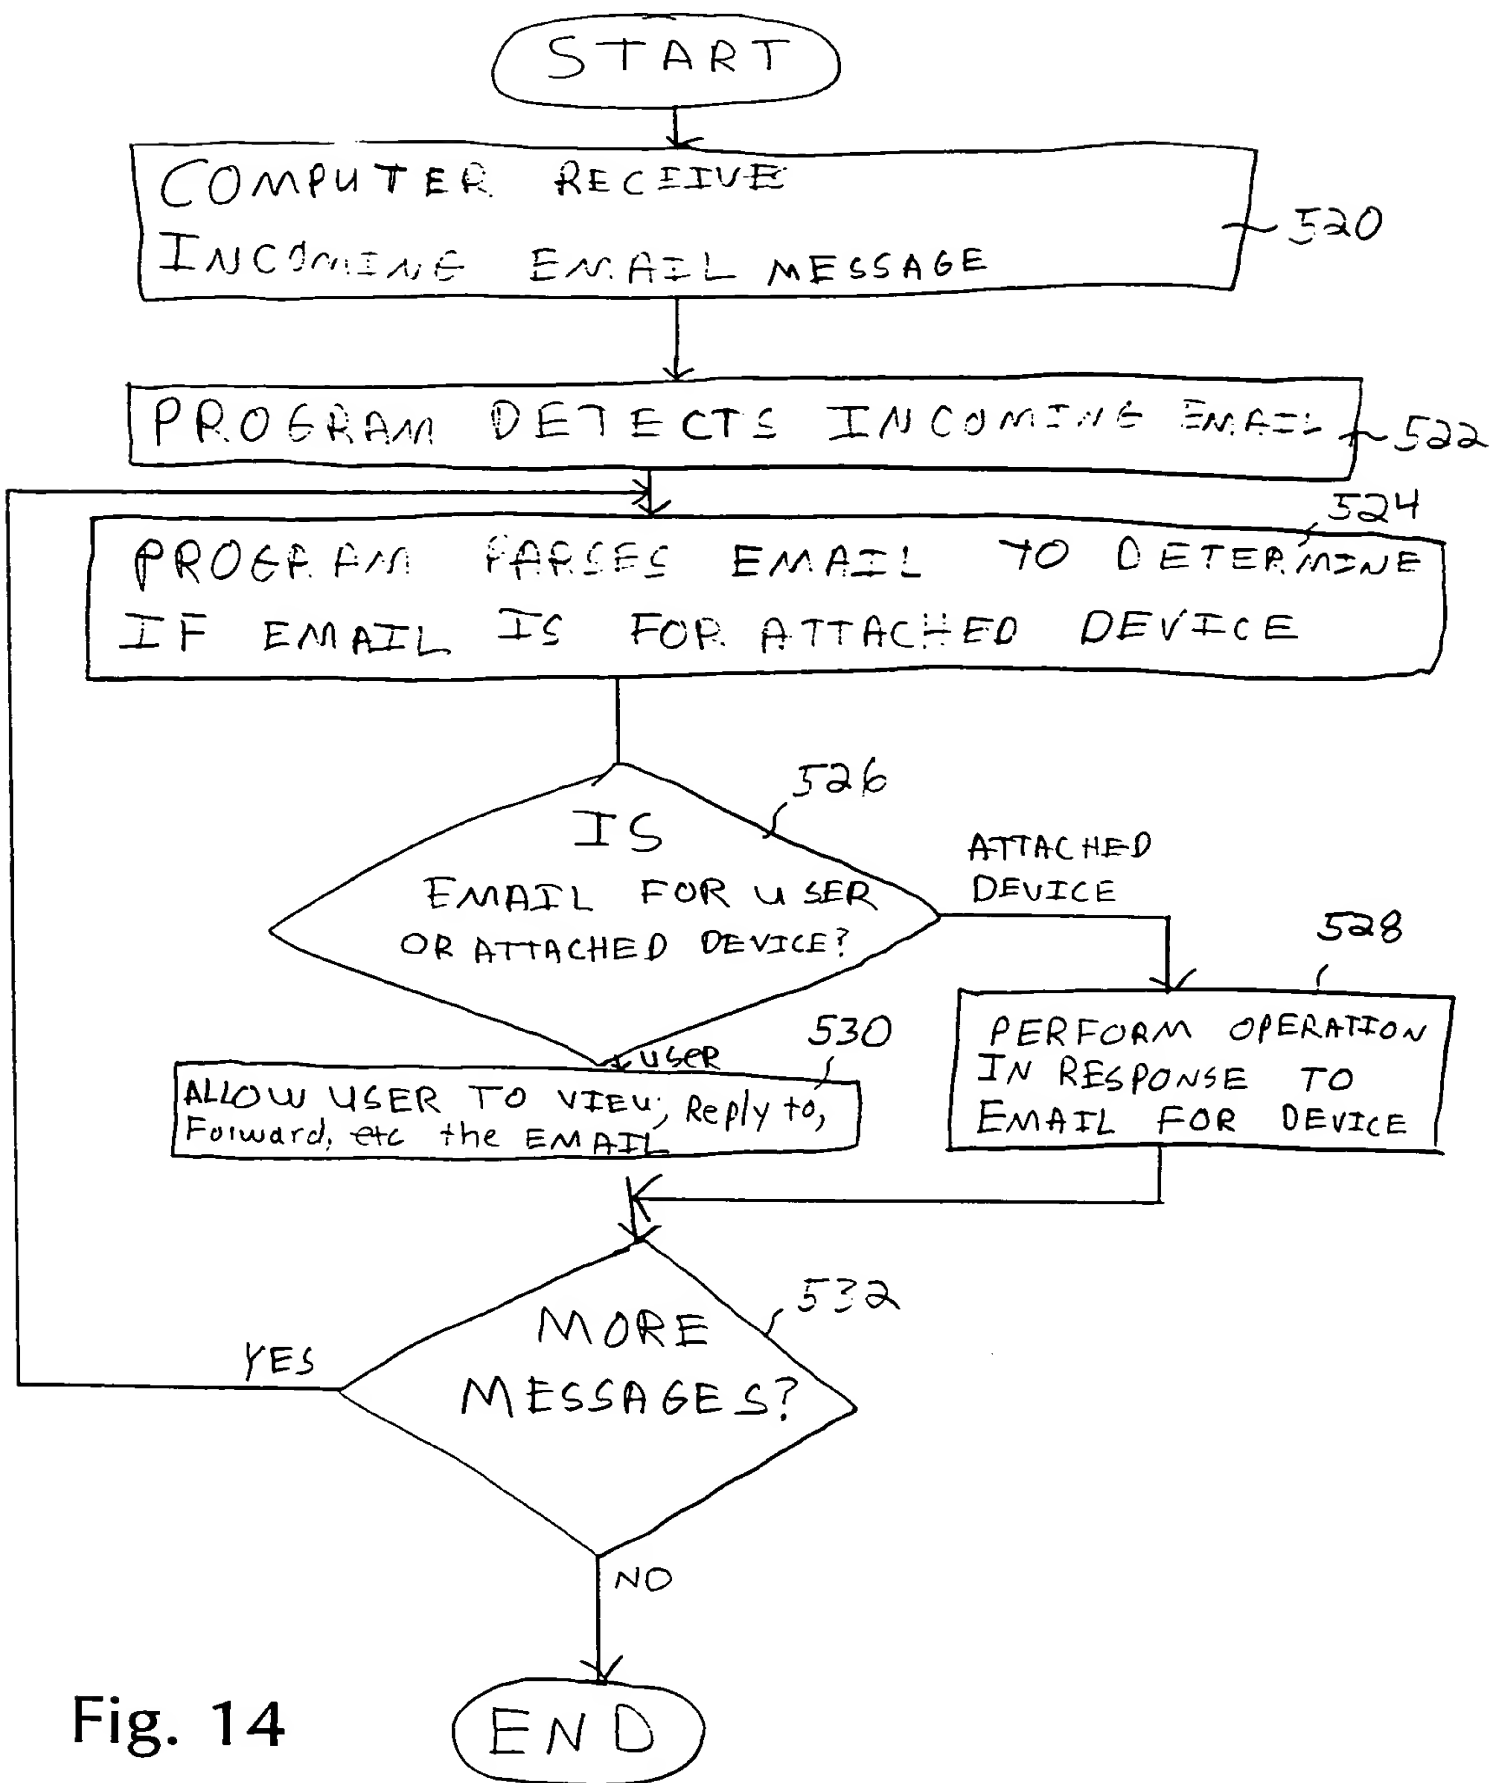 START
COMPUTER RECEIIVE
INCOMING EMAIL MESSAGE
520
PROGRAM DETECTS INCOMING EMAIL
522
524
PROGRAM PARSES EMAIL TO DETERMINE
IF EMAIL IS FOR ATTACHED DEVICE
526
IS
EMAIL FOR USER
OR ATTACHED DEVICE?
ATTACHED
DEVICE
528
PERFORM OPERATION
IN RESPONSE TO
EMAIL FOR DEVICE
USER
530
ALLOW USER TO VIEW, Reply to,
Forward, etc the EMAIL
532
MORE
MESSAGES?
YES
NO
END
Fig. 14